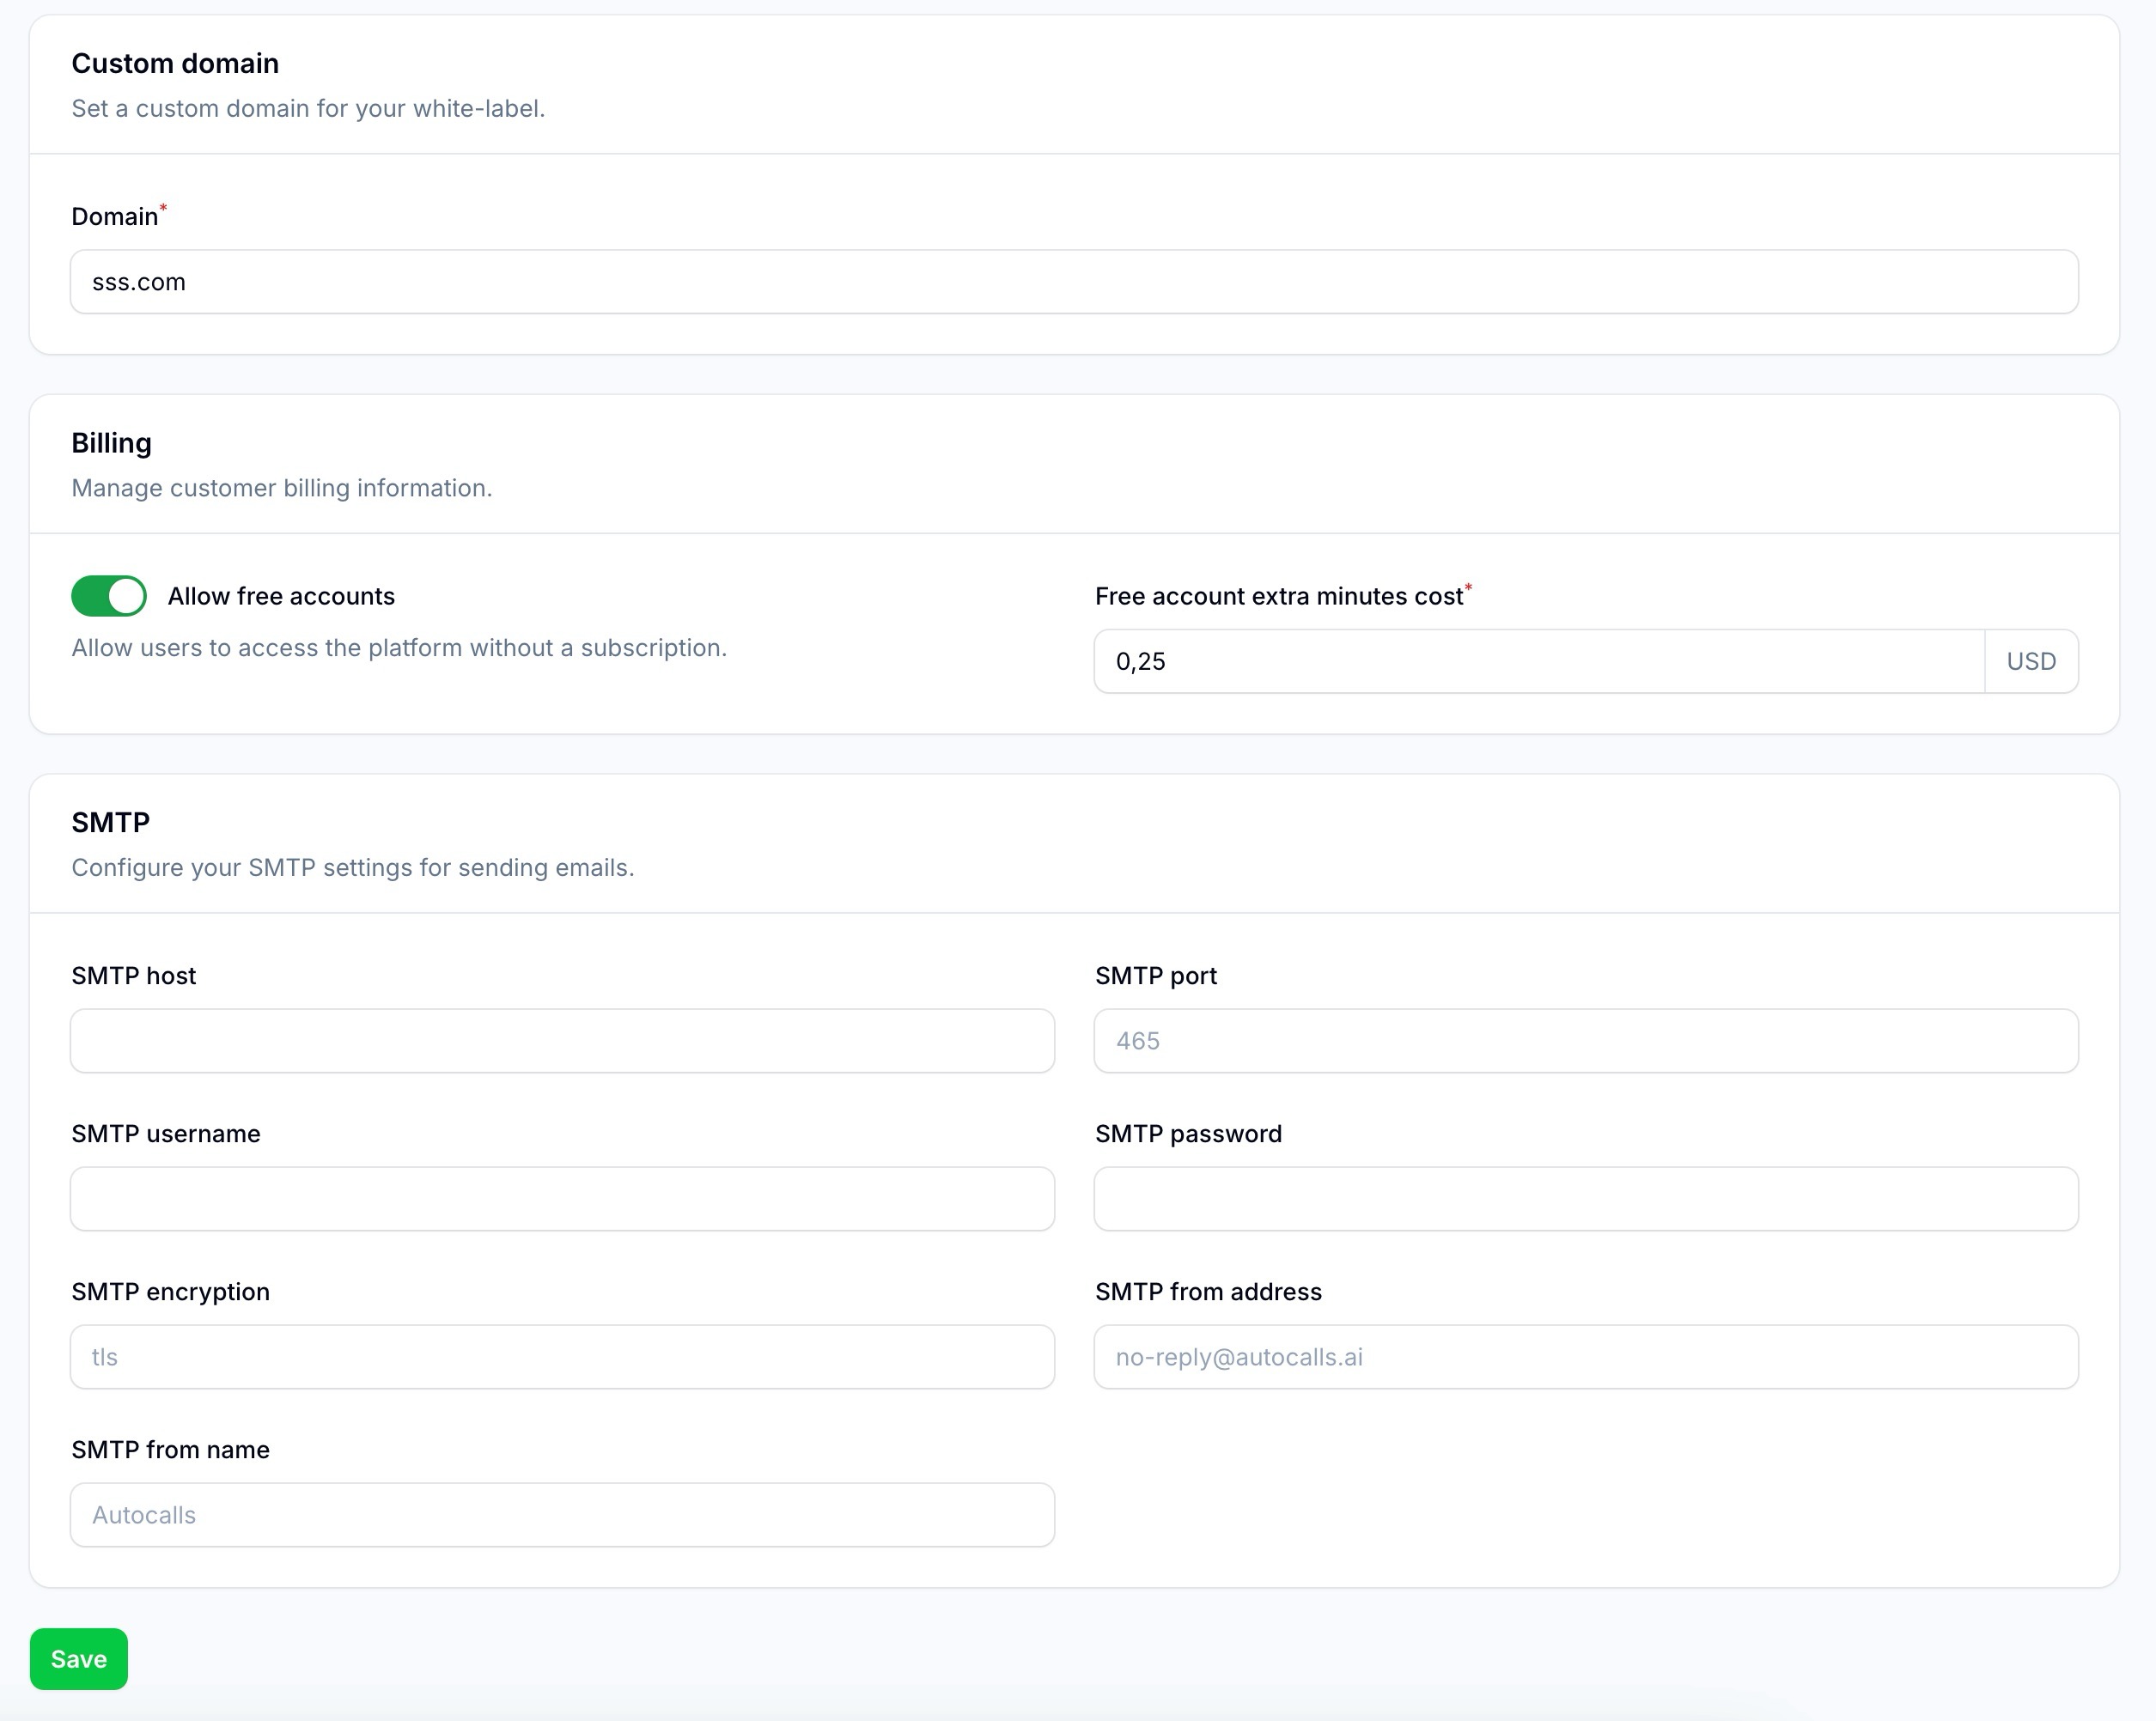 Custom domain
Set a custom domain for your white-label.
Domain*
sss.com
Billing
Manage customer billing information.
Allow free accounts
Allow users to access the platform without a subscription.
Free account extra minutes cost*
0,25 USD
SMTP
Configure your SMTP settings for sending emails.
SMTP host
SMTP port
465
SMTP username
SMTP password
SMTP encryption
tls
SMTP from address
no-reply@autocalls.ai
SMTP from name
Autocalls
Save